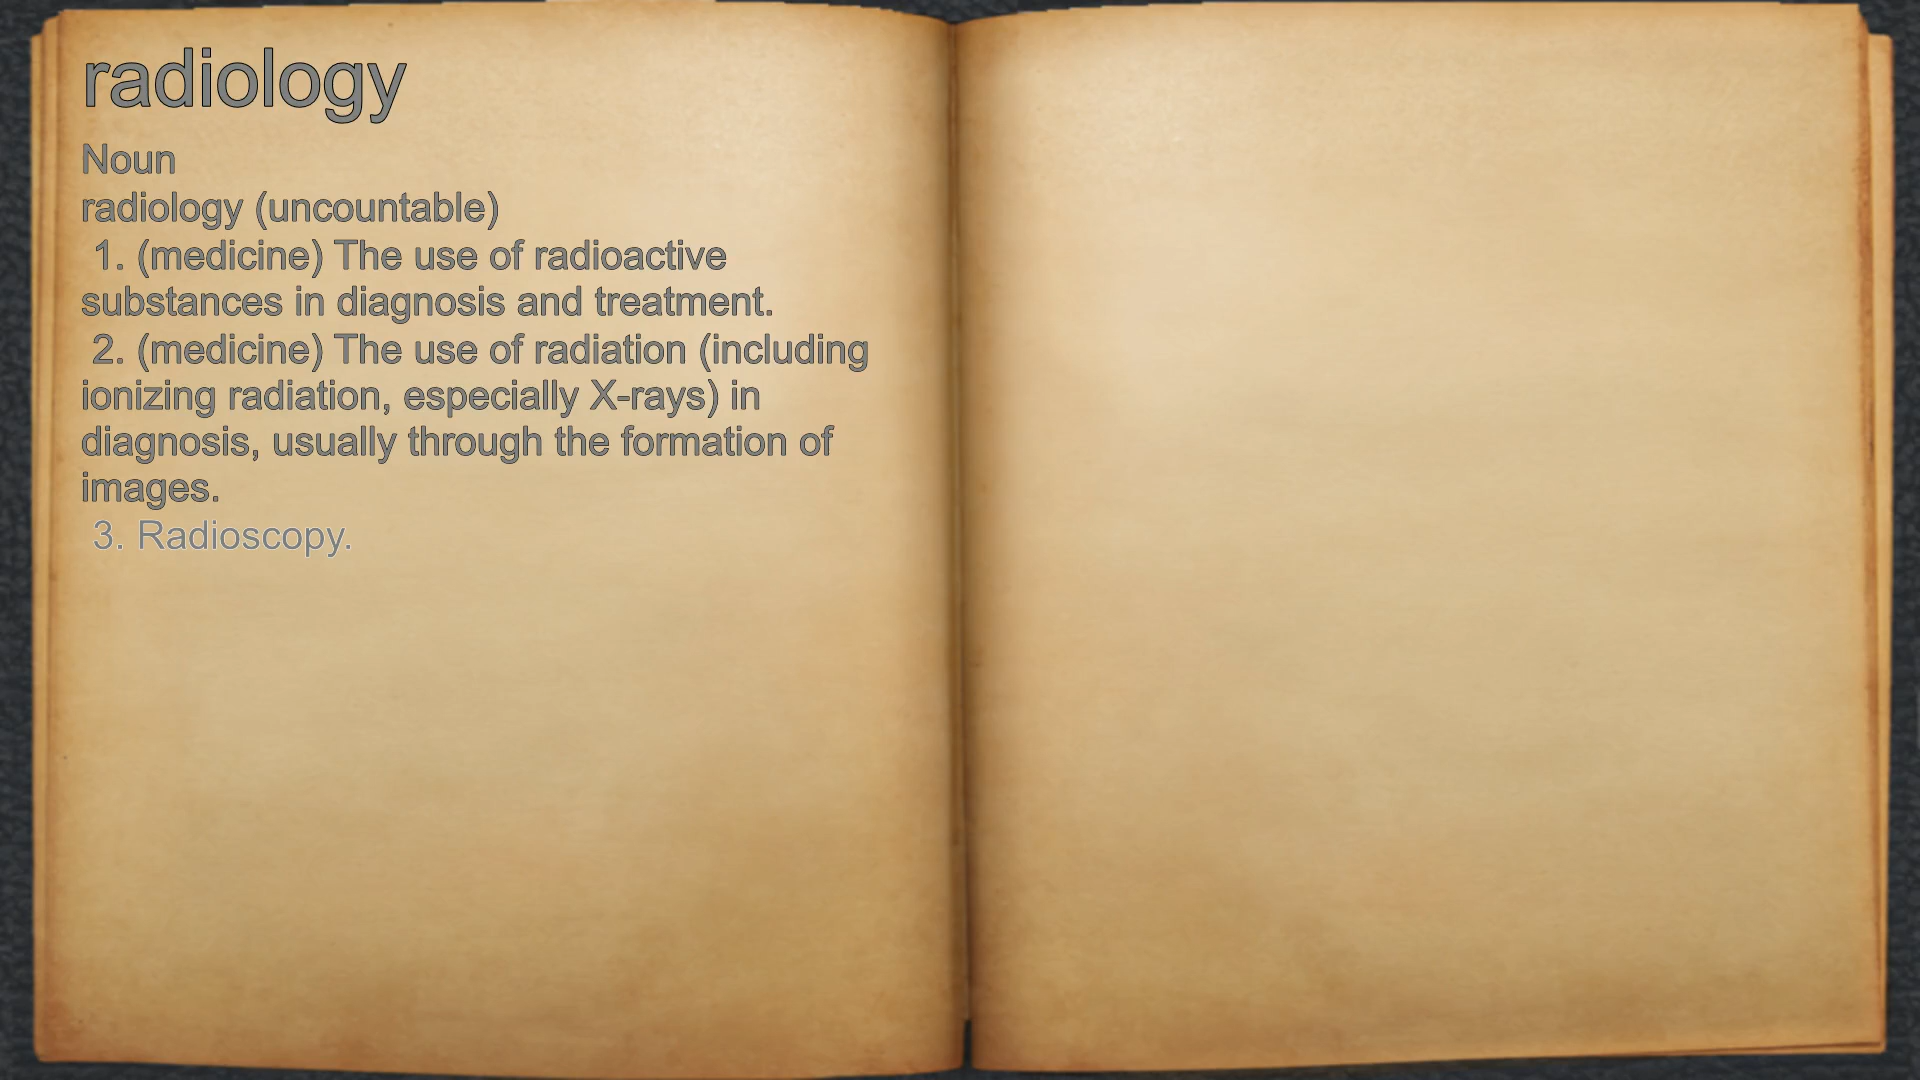 radiology
Noun
radiology (uncountable)
1. (medicine) The use of radioactive
substances in diagnosis and treatment.
2. (medicine) The use of radiation (including
ionizing radiation, especially X-rays) in
diagnosis, usually through the formation of
images.
3. Radioscopy.